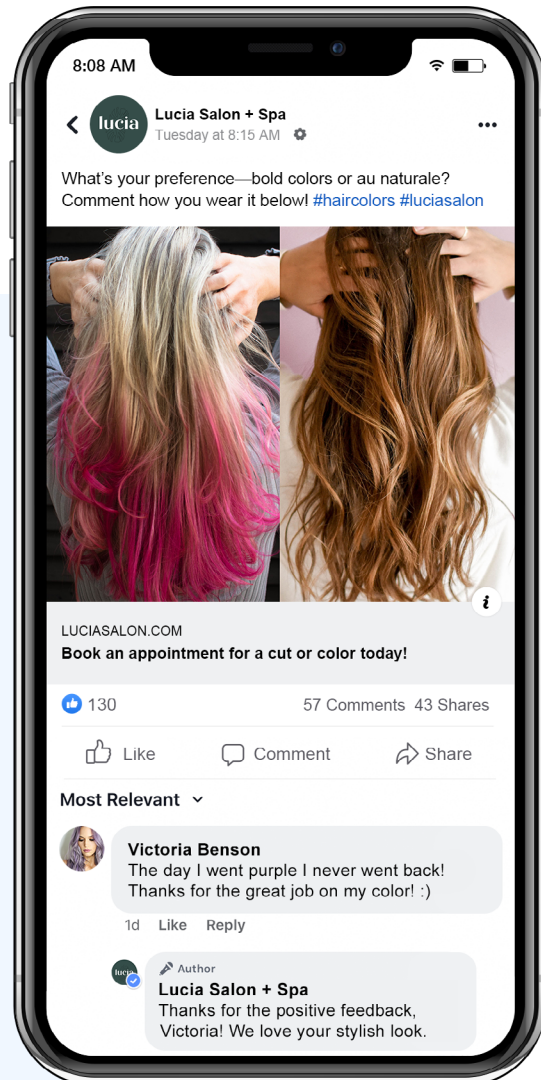 8:08 AM
lucia
Lucia Salon + Spa
Tuesday at 8:15 AM
What's your preference—bold colors or au naturale?
Comment how you wear it below! #haircolors #luciasalon
i
LUCIASALON.COM
Book an appointment for a cut or color today!
130
57 Comments 43 Shares
Like
Comment
Share
Most Relevant
Victoria Benson
The day I went purple I never went back!
Thanks for the great job on my color! :)
1d Like Reply
lucia
Author
Lucia Salon + Spa
Thanks for the positive feedback,
Victoria! We love your stylish look.